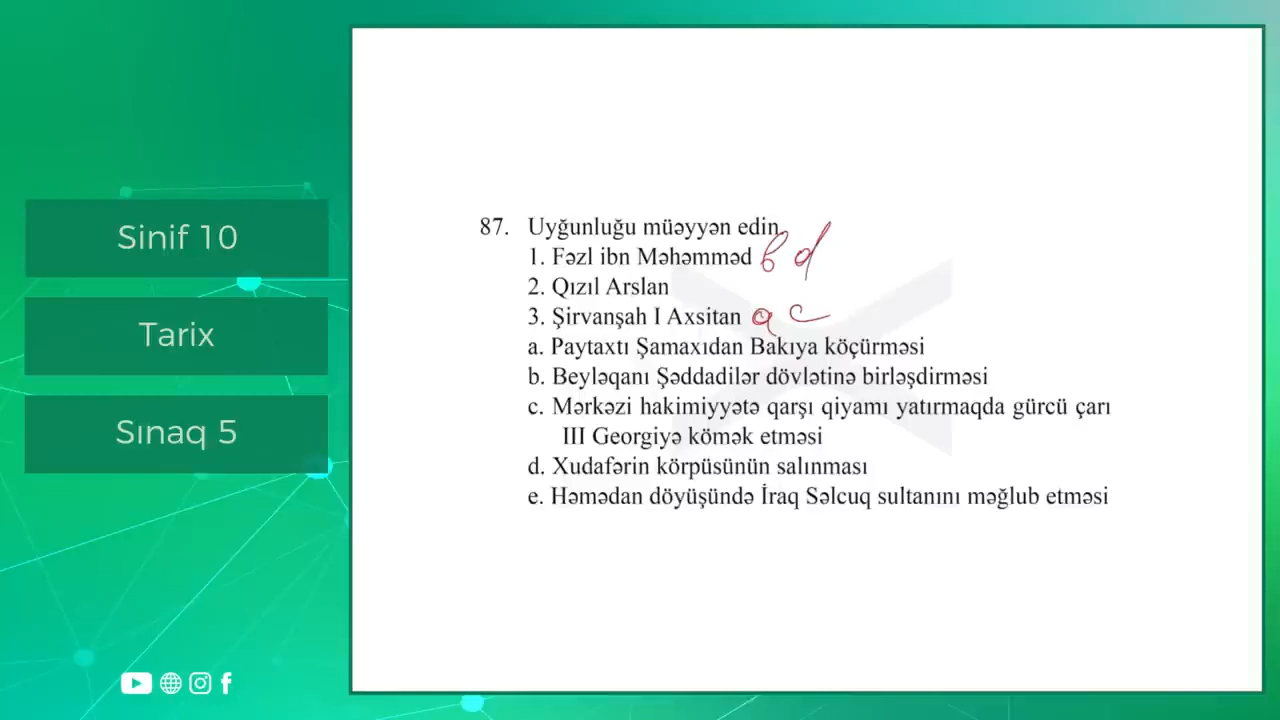 Sinif 10
Tarix
Sınaq 5
87. Uyğunluğu müəyyən edin.
1. Fəzl ibn Məhəmməd b d
2. Qızıl Arslan
3. Şirvanşah I Axsitan a c
a. Paytaxtı Şamaxıdan Bakıya köçürməsi
b. Beyləqanı Şəddadilər dövlətinə birləşdirməsi
c. Mərkəzi hakimiyyətə qarşı qiyamı yatırmaqda gürcü çarı
III Georgiyə kömək etməsi
d. Xudafərin körpüsünün salınması
e. Həmədan döyüşündə İraq Səlcuq sultanını məğlub etməsi